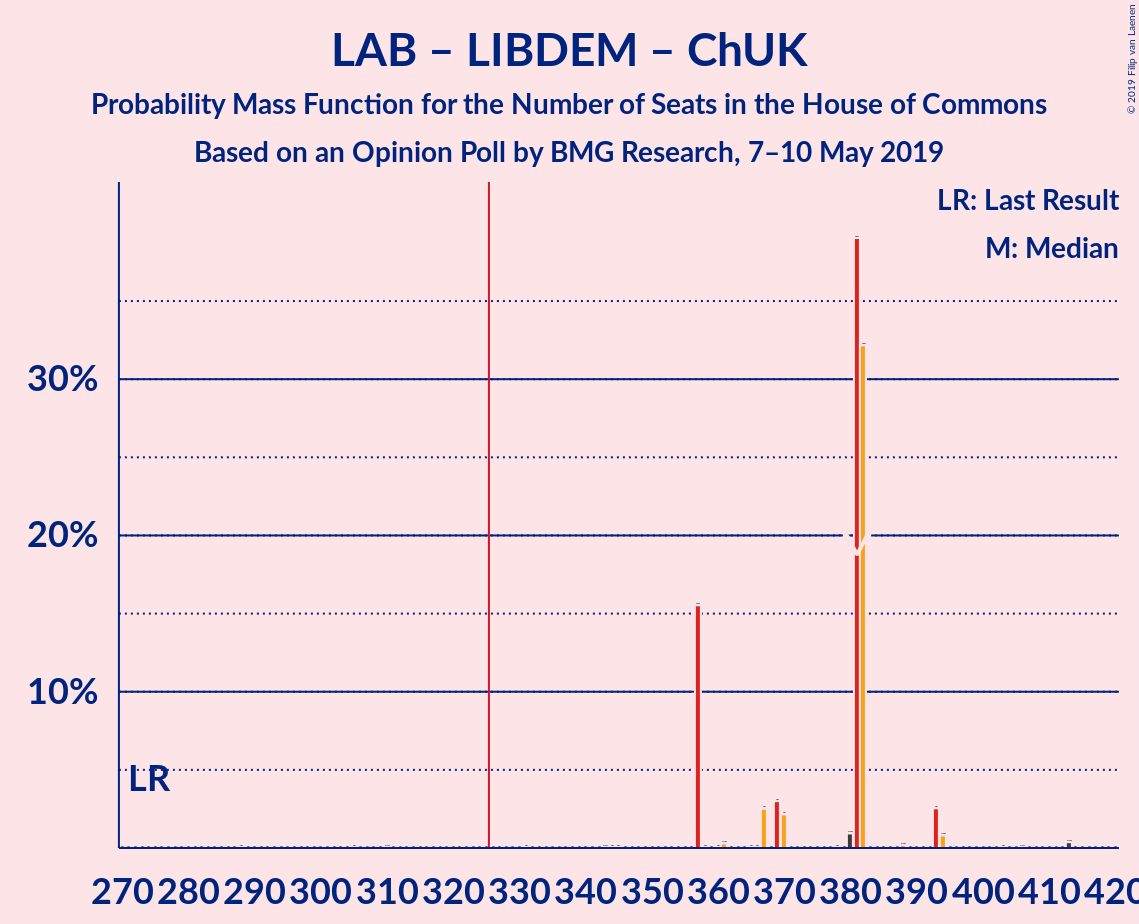 LAB – LIBDEM – ChUK
Probability Mass Function for the Number of Seats in the House of Commons
Based on an Opinion Poll by BMG Research, 7–10 May 2019
© 2019 Filip van Laenen
LR: Last Result
M: Median
30%
20%
10%
LR
270 280 290 300 310 320 330 340 350 360 370 380 390 400 410 420